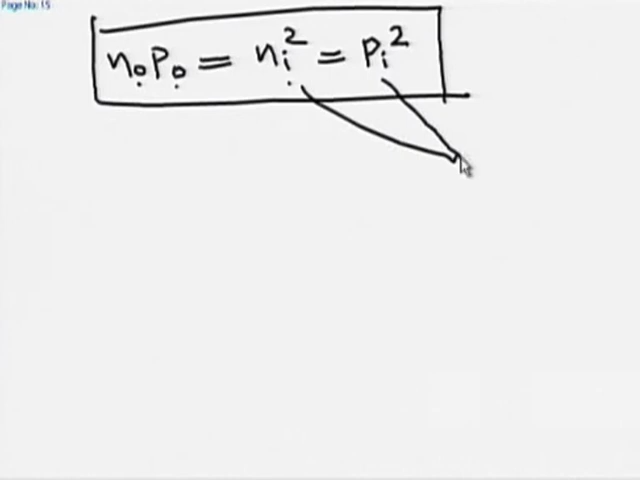 Page No: 15
n₀p₀ = nᵢ² = pᵢ²